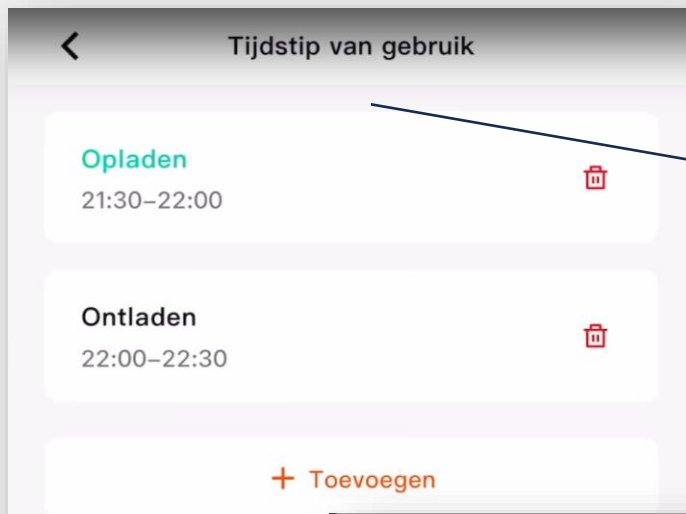 Tijdstip van gebruik
Opladen
21:30–22:00
Ontladen
22:00–22:30
+ Toevoegen